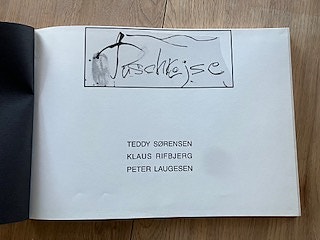 Tuschrejse
TEDDY SØRENSEN
KLAUS RIFBJERG
PETER LAUGESEN